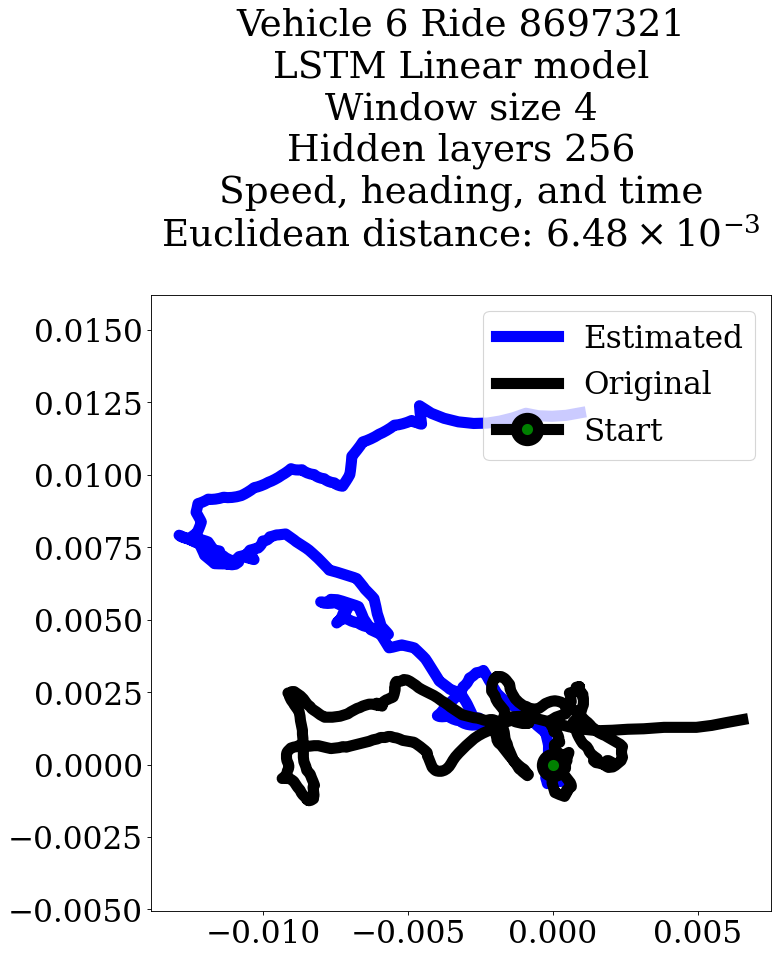 Vehicle 6 Ride 8697321
LSTM Linear model
Window size 4
Hidden layers 256
Speed, heading, and time
Euclidean distance: 6.48 × 10⁻³
Estimated
Original
Start
0.0150
0.0125
0.0100
0.0075
0.0050
0.0025
0.0000
−0.0025
−0.0050
−0.010 −0.005 0.000 0.005